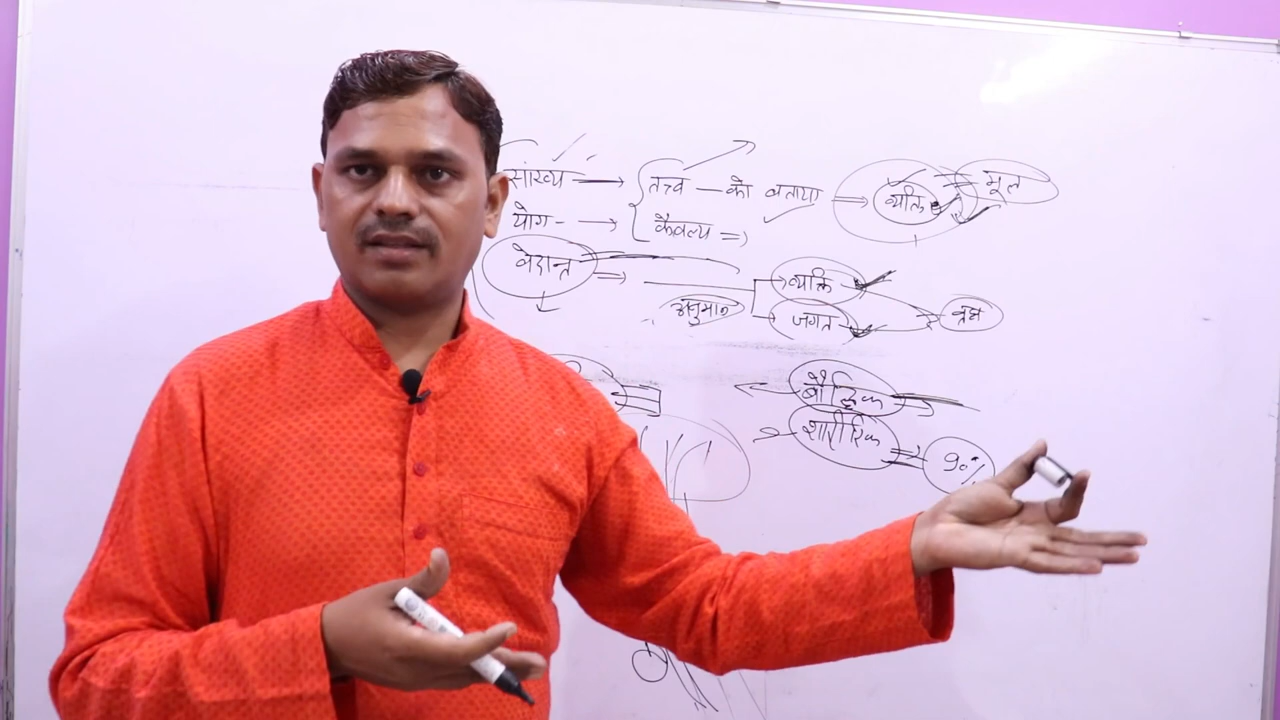 सांख्य → तत्त्व – को बताया ⇒ व्यक्ति मूल
योग - → कैवल्य ⇒
वेदान्त ⇒ व्यक्ति
अनुमान जगत ब्रह्म
बौद्धिक
शारीरिक ⇒ 90%